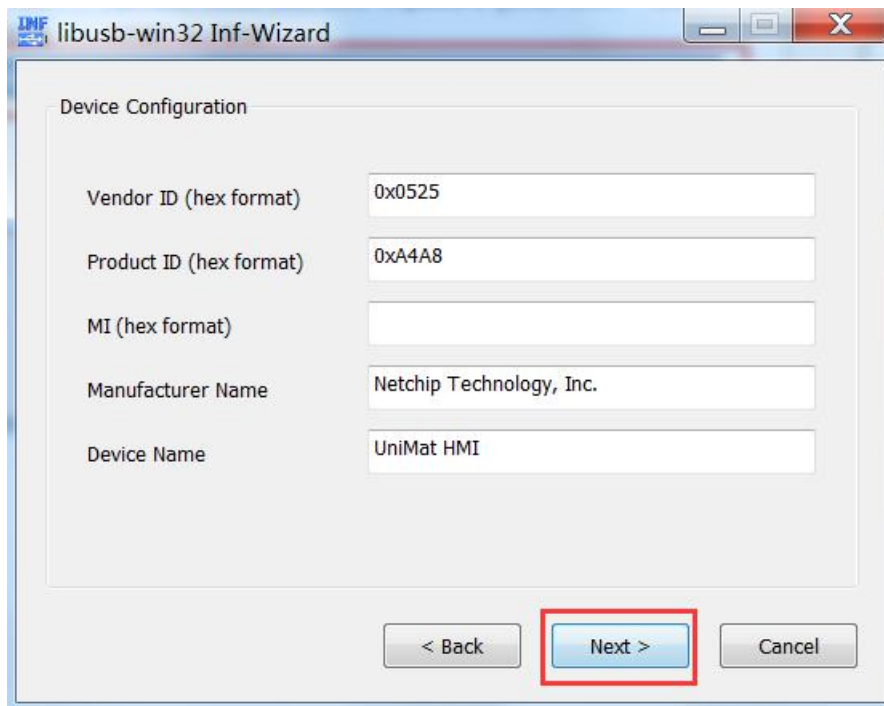 INF
libusb-win32 Inf-Wizard
Device Configuration
Vendor ID (hex format) 0x0525
Product ID (hex format) 0xA4A8
MI (hex format)
Manufacturer Name Netchip Technology, Inc.
Device Name UniMat HMI
< Back Next > Cancel